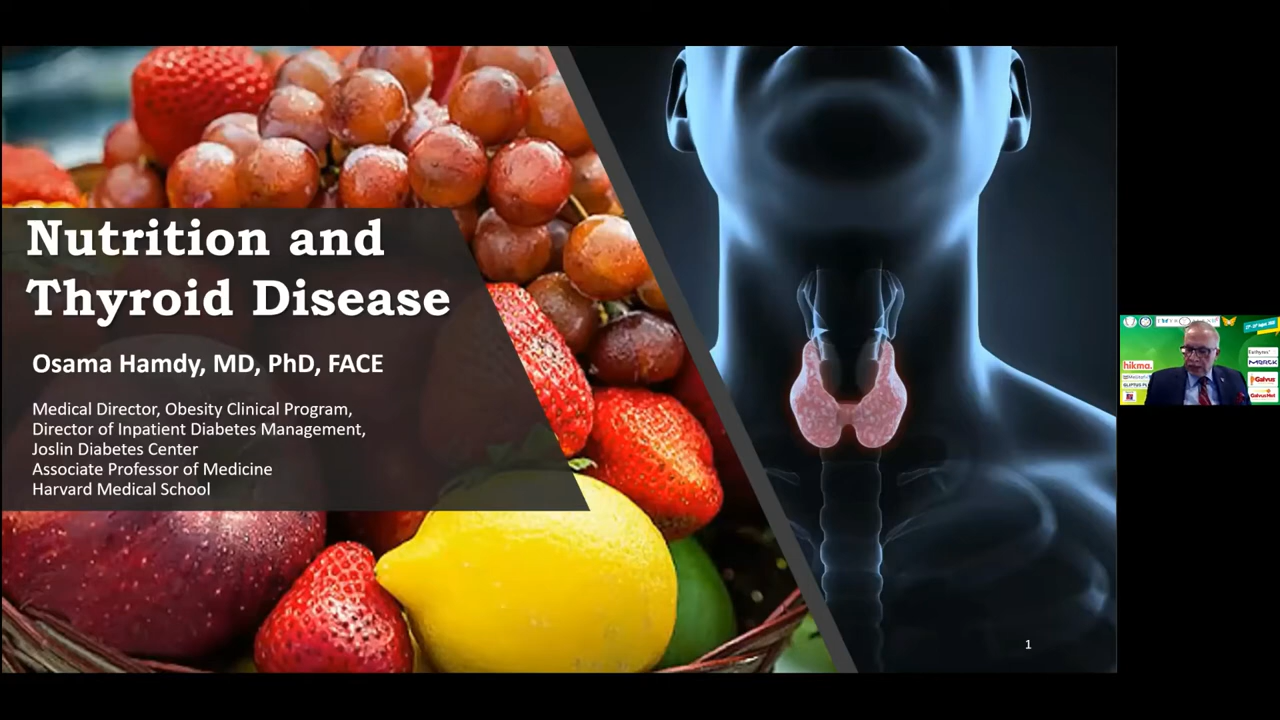 Nutrition and
Thyroid Disease
Osama Hamdy, MD, PhD, FACE
Medical Director, Obesity Clinical Program,
Director of Inpatient Diabetes Management,
Joslin Diabetes Center
Associate Professor of Medicine
Harvard Medical School
1
hikma.
MERCK
Galvus